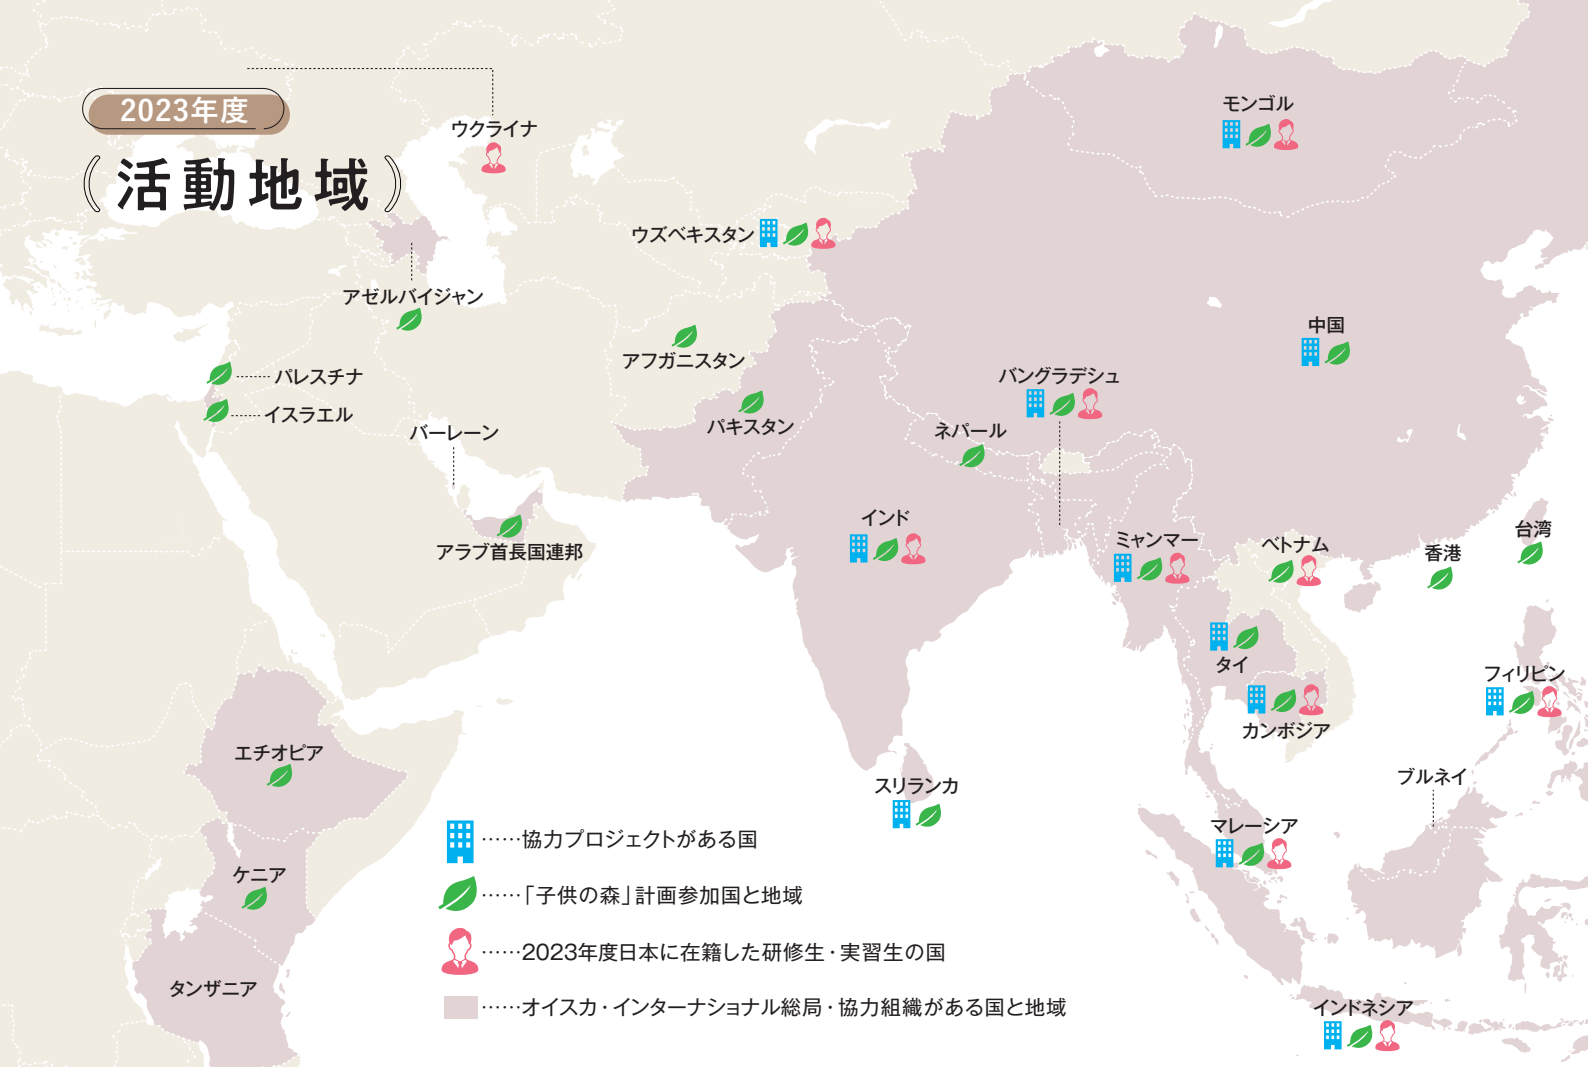 2023年度
活動地域
ウクライナ
モンゴル
ウズベキスタン
アゼルバイジャン
中国
アフガニスタン
パレスチナ
バングラデシュ
イスラエル
パキスタン
ネパール
バーレーン
インド
台湾
ミャンマー
ベトナム
香港
アラブ首長国連邦
タイ
フィリピン
カンボジア
エチオピア
ブルネイ
スリランカ
マレーシア
ケニア
タンザニア
インドネシア
……協力プロジェクトがある国
……「子供の森」計画参加国と地域
……2023年度日本に在籍した研修生・実習生の国
……オイスカ・インターナショナル総局・協力組織がある国と地域